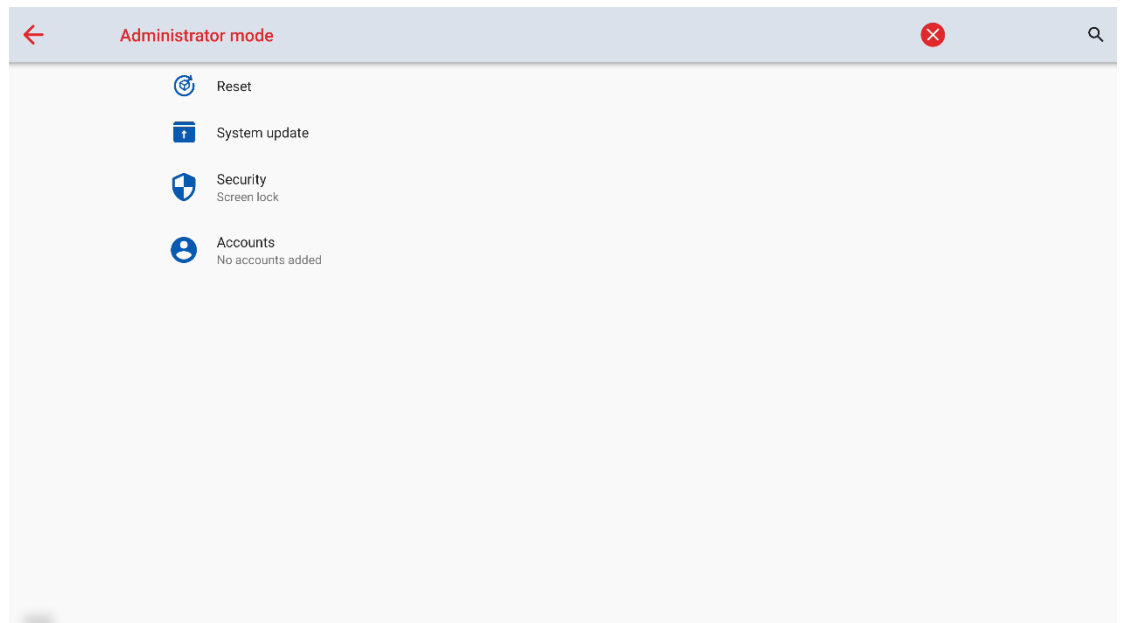 Administrator mode
Reset
System update
Security
Screen lock
Accounts
No accounts added